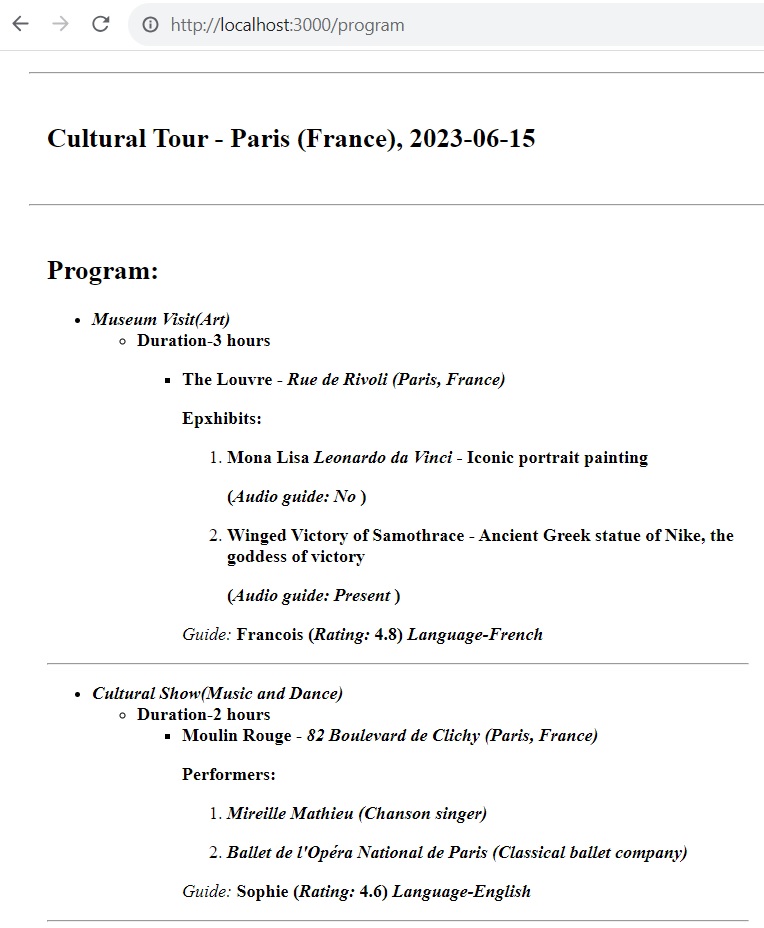 http://localhost:3000/program
Cultural Tour - Paris (France), 2023-06-15
Program:
• Museum Visit(Art)
◦ Duration-3 hours
▪ The Louvre - Rue de Rivoli (Paris, France)
Epxhibits:
1. Mona Lisa Leonardo da Vinci - Iconic portrait painting
(Audio guide: No )
2. Winged Victory of Samothrace - Ancient Greek statue of Nike, the
goddess of victory
(Audio guide: Present )
Guide: Francois (Rating: 4.8) Language-French
• Cultural Show(Music and Dance)
◦ Duration-2 hours
▪ Moulin Rouge - 82 Boulevard de Clichy (Paris, France)
Performers:
1. Mireille Mathieu (Chanson singer)
2. Ballet de l'Opéra National de Paris (Classical ballet company)
Guide: Sophie (Rating: 4.6) Language-English